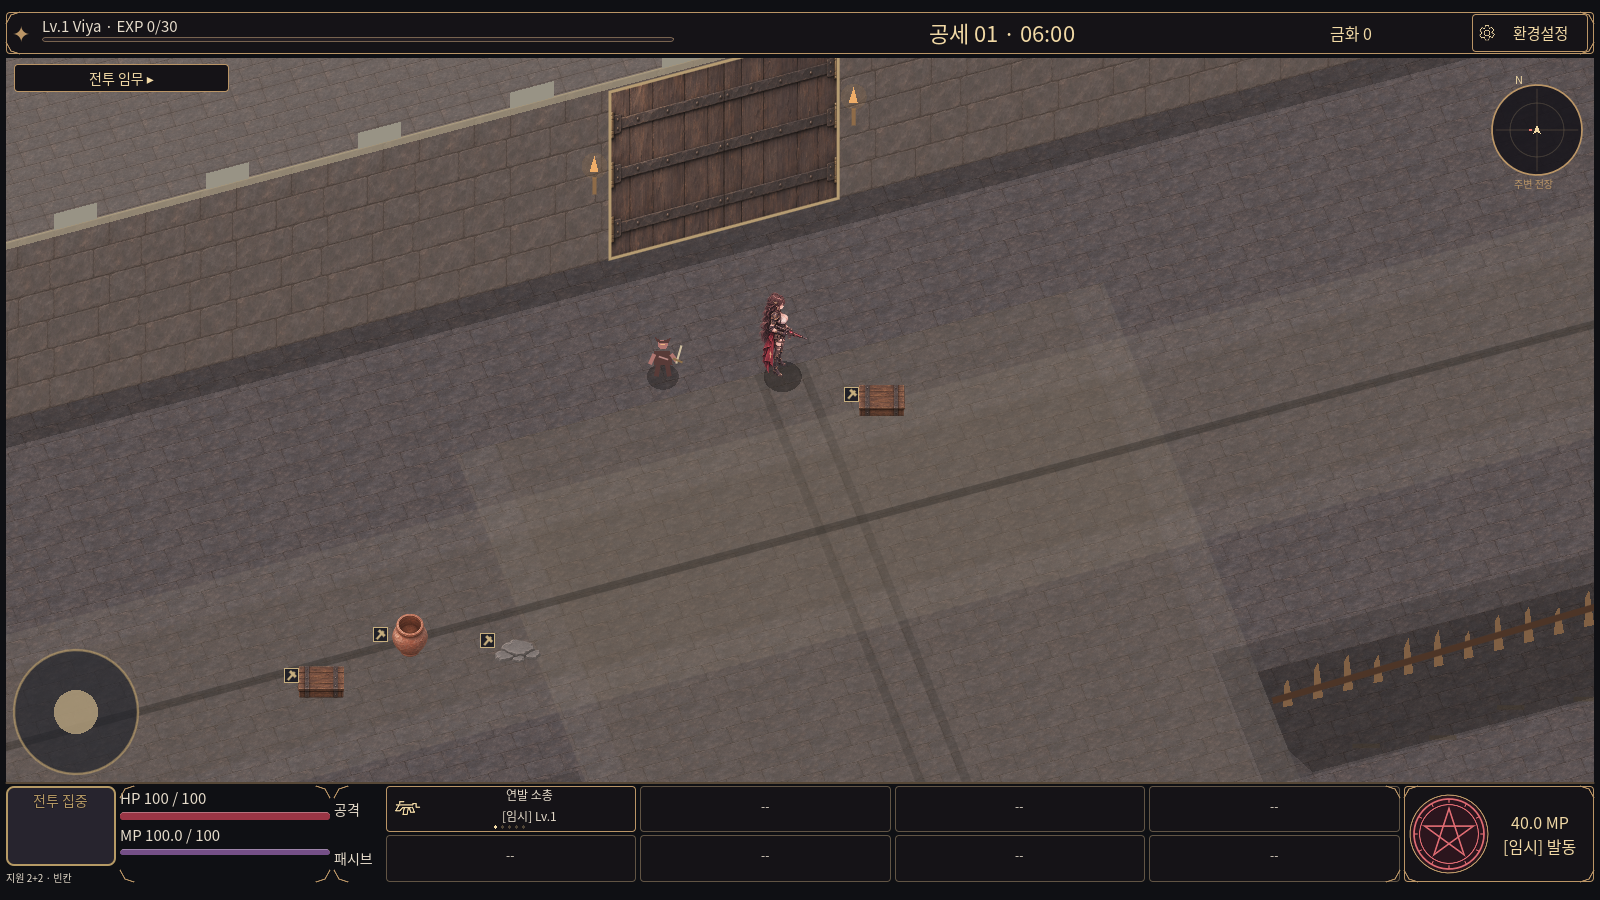 Lv.1 Viya · EXP 0/30
공세 01 · 06:00
금화 0
환경설정
전투 임무 ▸
N
주변 전장
전투 집중
HP 100 / 100
MP 100.0 / 100
지원 2+2 · 빈칸
공격
패시브
연발 소총
[임시] Lv.1
--
--
--
--
--
--
--
40.0 MP
[임시] 발동